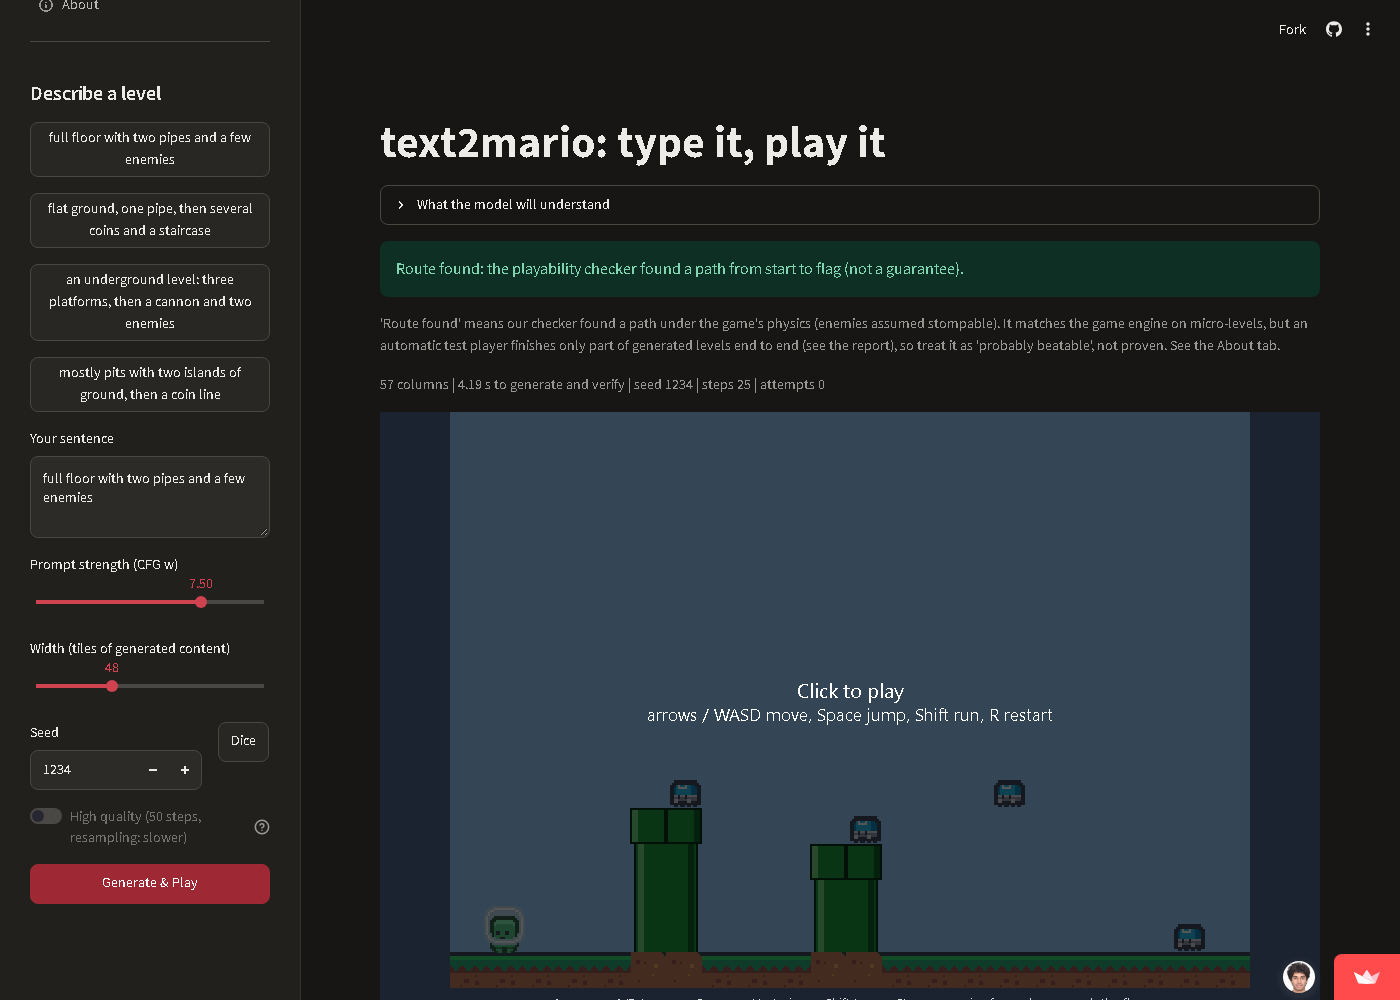 About
Describe a level
full floor with two pipes and a few
enemies
flat ground, one pipe, then several
coins and a staircase
an underground level: three
platforms, then a cannon and two
enemies
mostly pits with two islands of
ground, then a coin line
Your sentence
full floor with two pipes and a few
enemies
Prompt strength (CFG w)
7.50
Width (tiles of generated content)
48
Seed
1234
Dice
High quality (50 steps,
resampling: slower)
Generate & Play
Fork
text2mario: type it, play it
What the model will understand
Route found: the playability checker found a path from start to flag (not a guarantee).
'Route found' means our checker found a path under the game's physics (enemies assumed stompable). It matches the game engine on micro-levels, but an
automatic test player finishes only part of generated levels end to end (see the report), so treat it as 'probably beatable', not proven. See the About tab.
57 columns | 4.19 s to generate and verify | seed 1234 | steps 25 | attempts 0
Click to play
arrows / WASD move, Space jump, Shift run, R restart